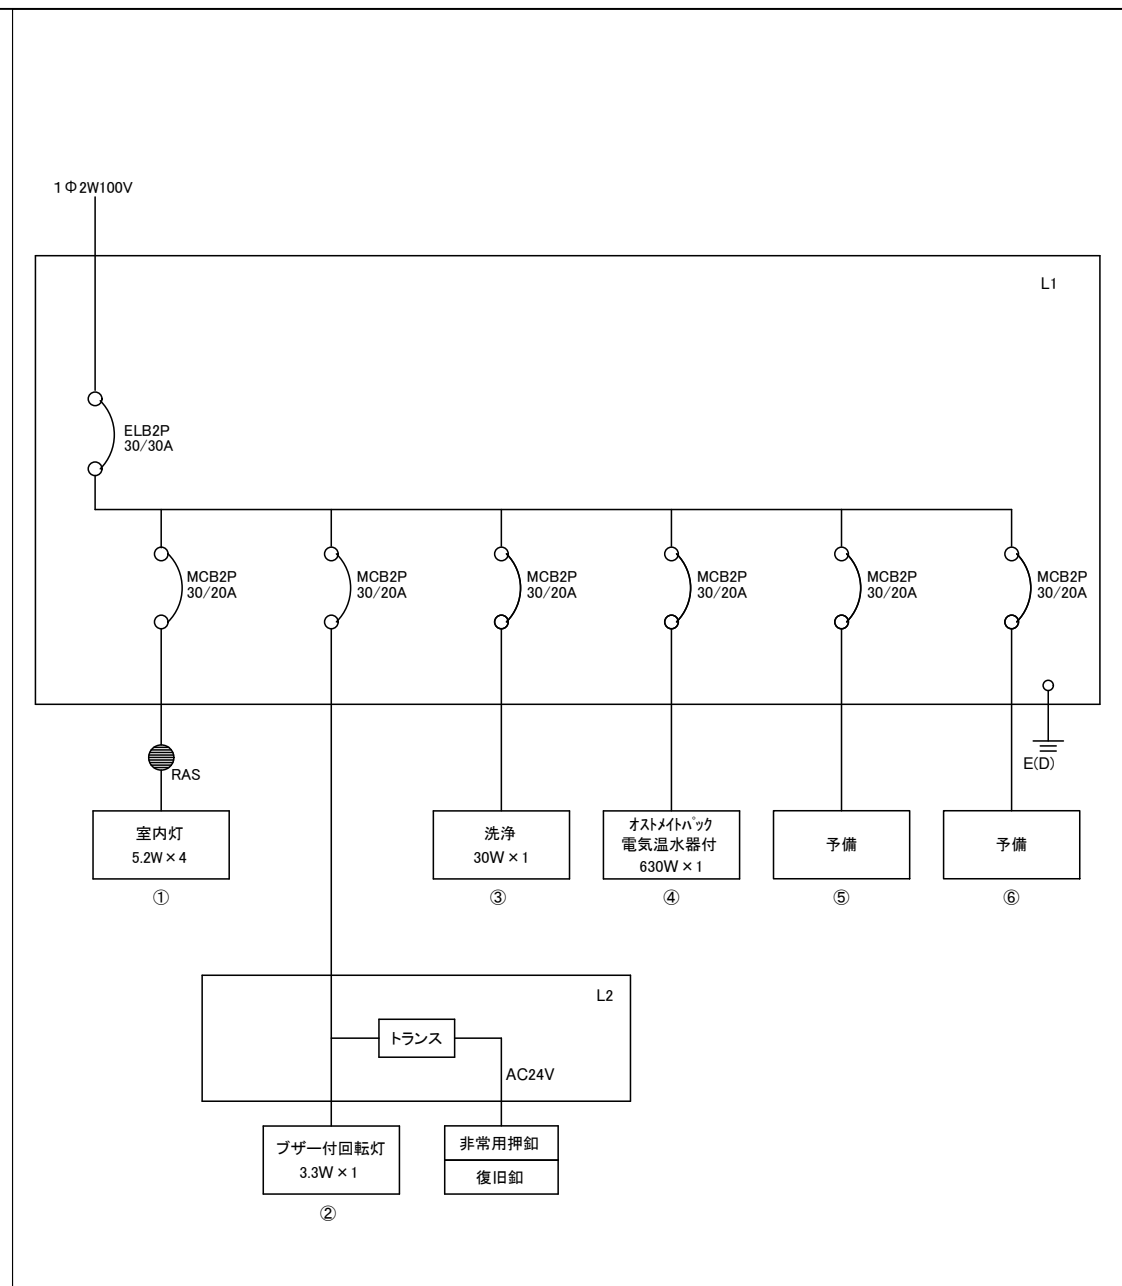 1Φ2W100V
L1
ELB2P
30/30A
MCB2P
30/20A
MCB2P
30/20A
MCB2P
30/20A
MCB2P
30/20A
MCB2P
30/20A
MCB2P
30/20A
E(D)
RAS
室内灯
5.2W×4
①
洗浄
30W×1
③
ｵｽﾄﾒｲﾄﾊﾟｯｸ
電気温水器付
630W×1
④
予備
⑤
予備
⑥
L2
トランス
AC24V
ブザー付回転灯
3.3W×1
②
非常用押釦
復旧釦